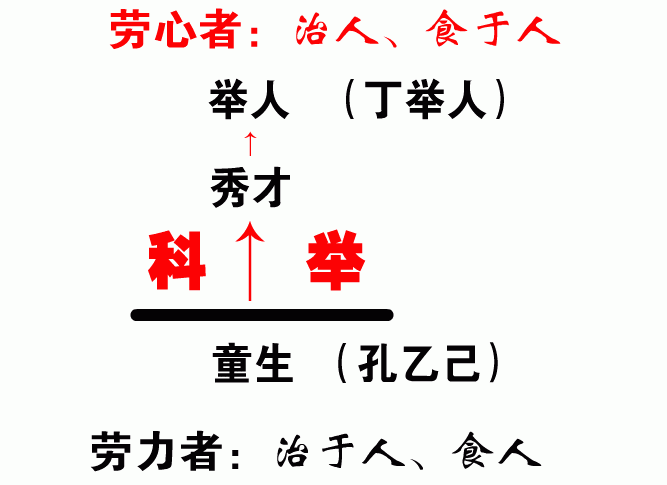 劳心者：治人、食于人
举人 （丁举人）
↑
秀才
科 ↑ 举
童生 （孔乙己）
劳力者：治于人、食人